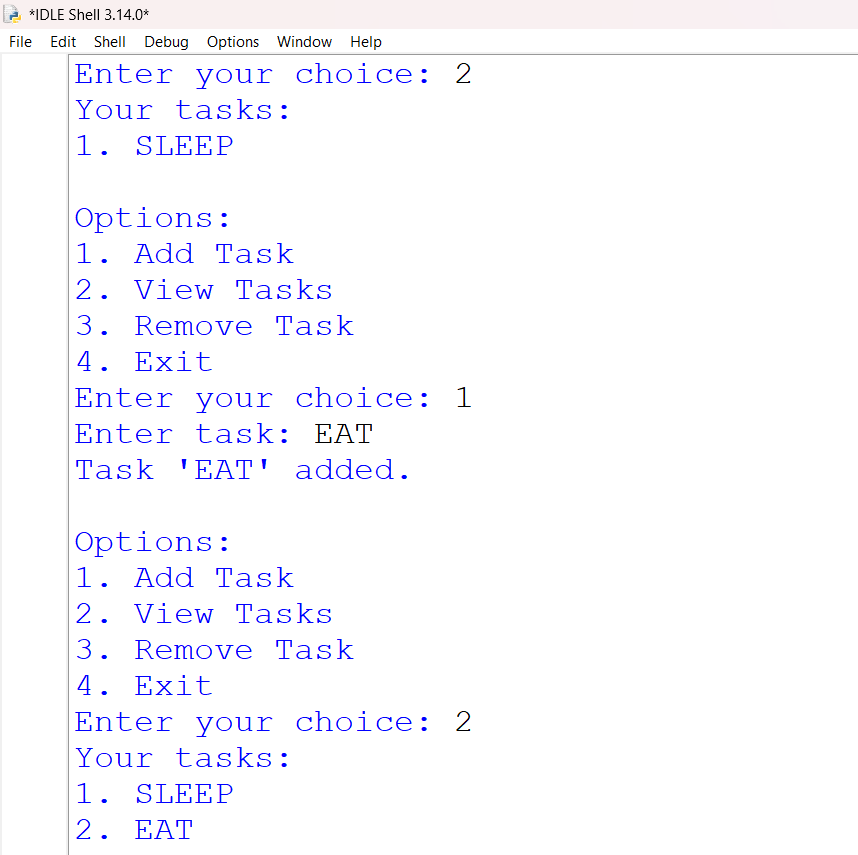 *IDLE Shell 3.14.0*
File Edit Shell Debug Options Window Help
Enter your choice: 2
Your tasks:
1. SLEEP
Options:
1. Add Task
2. View Tasks
3. Remove Task
4. Exit
Enter your choice: 1
Enter task: EAT
Task 'EAT' added.
Options:
1. Add Task
2. View Tasks
3. Remove Task
4. Exit
Enter your choice: 2
Your tasks:
1. SLEEP
2. EAT